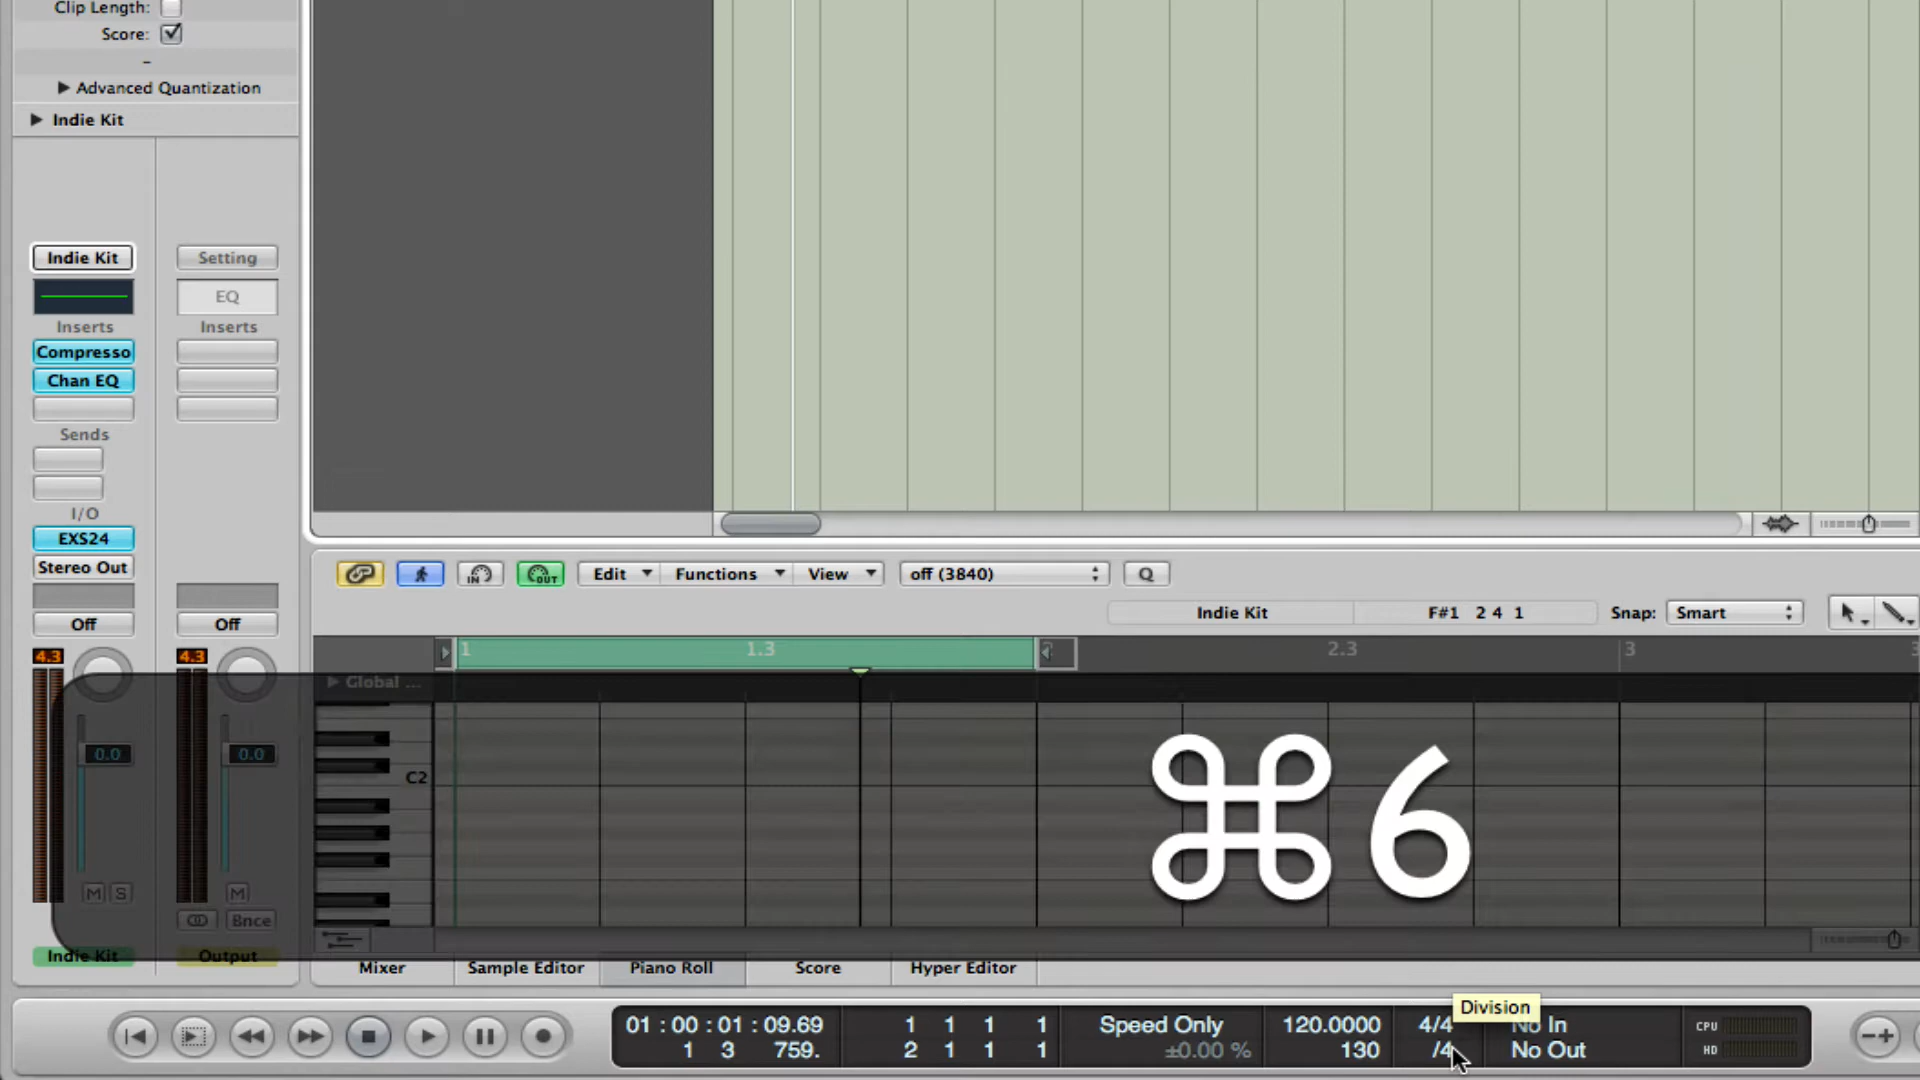 Clip Length:
Score:
-
Advanced Quantization
Indie Kit
Indie Kit
Setting
EQ
Inserts
Inserts
Compresso
Chan EQ
Sends
I/O
EXS24
Stereo Out
Off
Off
4.3
4.3
0.0
0.0
M S
M
Bnce
Indie Kit
Output
Edit
Functions
View
off (3840)
Q
IN
OUT
Indie Kit
F#1 2 4 1
Snap: Smart
1
1.3
2.3
3
Global ...
C2
⌘6
Mixer
Sample Editor
Piano Roll
Score
Hyper Editor
Division
01 : 00 : 01 : 09.69
1 3 759.
1 1 1 1
2 1 1 1
Speed Only
±0.00 %
120.0000
130
4/4
/4
No In
No Out
CPU
HD